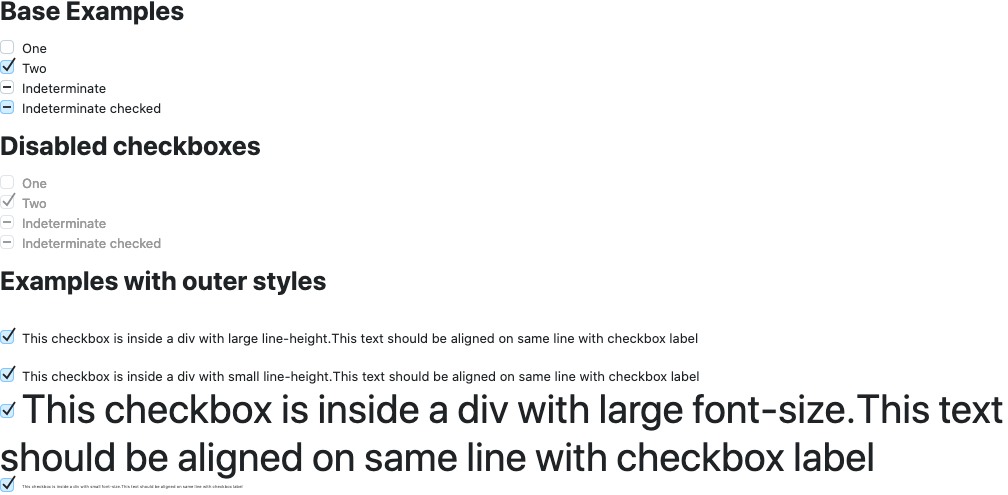 Base Examples
One
Two
Indeterminate
Indeterminate checked
Disabled checkboxes
One
Two
Indeterminate
Indeterminate checked
Examples with outer styles
This checkbox is inside a div with large line-height.This text should be aligned on same line with checkbox label
This checkbox is inside a div with small line-height.This text should be aligned on same line with checkbox label
This checkbox is inside a div with large font-size.This text
should be aligned on same line with checkbox label
This checkbox is inside a div with small font-size.This text should be aligned on same line with checkbox label